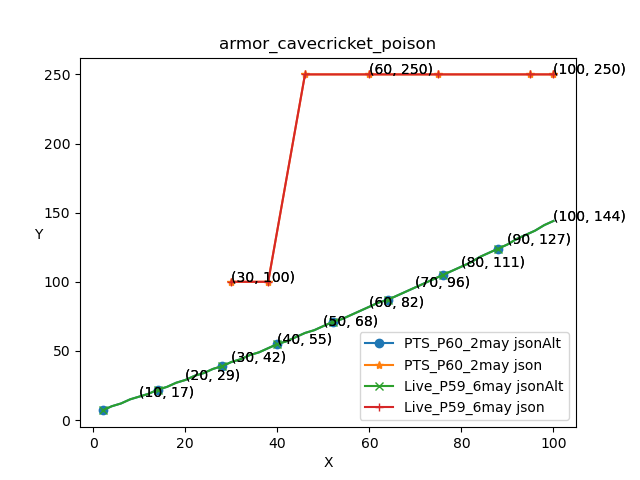 armor_cavecricket_poison
250
(60, 250)
(100, 250)
200
150
(100, 144)
Y
(90, 127)
(80, 111)
100
(30, 100)
(70, 96)
(60, 82)
(50, 68)
50
(40, 55)
(30, 42)
(20, 29)
(10, 17)
0
PTS_P60_2may jsonAlt
PTS_P60_2may json
Live_P59_6may jsonAlt
Live_P59_6may json
0 20 40 60 80 100
X